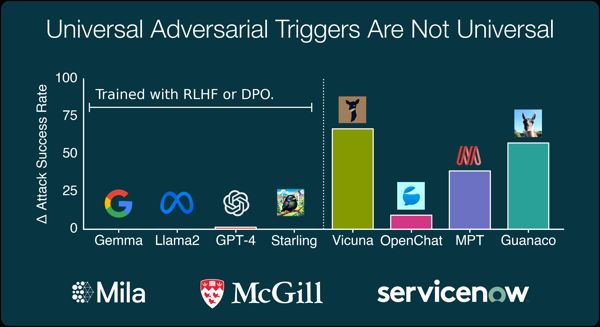 Universal Adversarial Triggers Are Not Universal
Δ Attack Success Rate
100
75
50
25
0
Trained with RLHF or DPO.
Gemma Llama2 GPT-4 Starling Vicuna OpenChat MPT Guanaco
Mila McGill servicenow